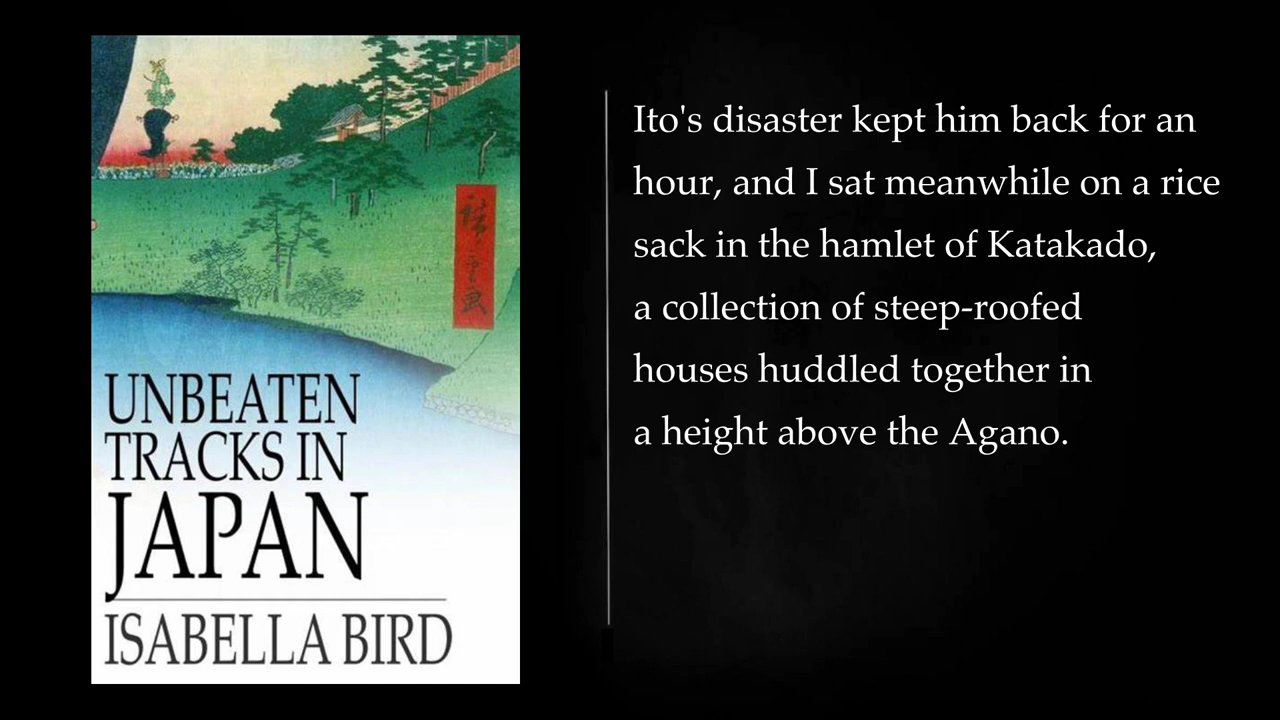 UNBEATEN
TRACKS IN
JAPAN
ISABELLA BIRD
Ito's disaster kept him back for an
hour, and I sat meanwhile on a rice
sack in the hamlet of Katakado,
a collection of steep-roofed
houses huddled together in
a height above the Agano.